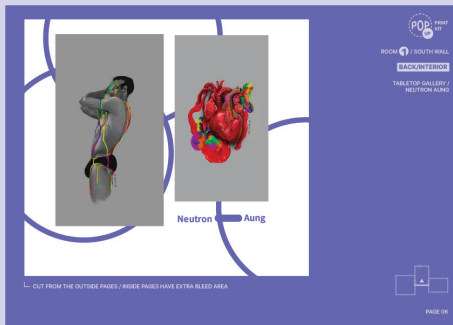 POP
UP
PRINT
KIT
ROOM 1 / SOUTH WALL
BACK/INTERIOR
TABLETOP GALLERY /
NEUTRON AUNG
Neutron Aung
CUT FROM THE OUTSIDE PAGES / INSIDE PAGES HAVE EXTRA BLEED AREA
PAGE 06